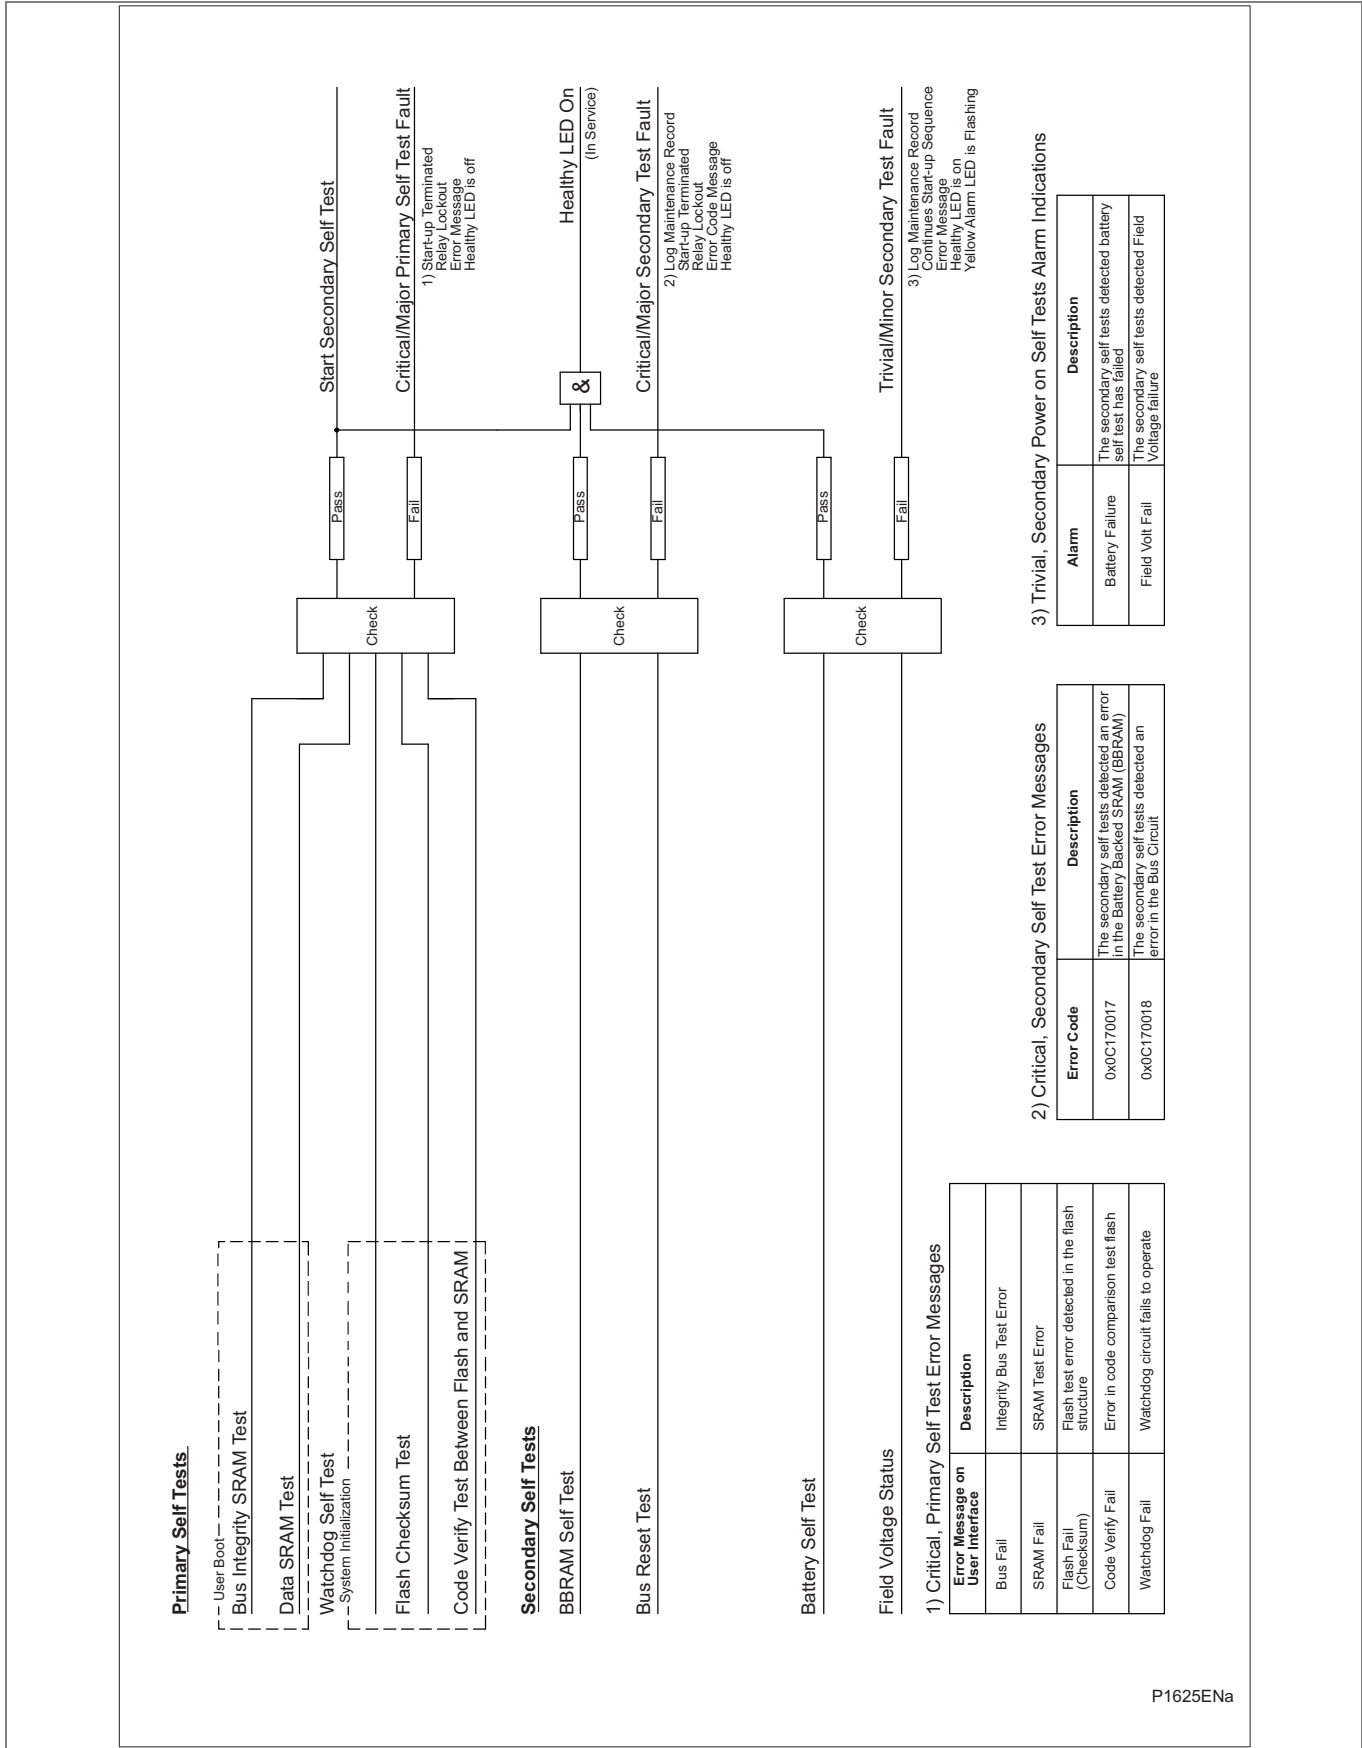 Primary Self Tests
User Boot
Bus Integrity SRAM Test
Data SRAM Test
Watchdog Self Test
System Initialization
Flash Checksum Test
Code Verify Test Between Flash and SRAM
Check
Pass
Fail
Start Secondary Self Test
Critical/Major Primary Self Test Fault
1) Start-up Terminated
Relay Lockout
Error Message
Healthy LED is off
Secondary Self Tests
BBRAM Self Test
Bus Reset Test
Check
Pass
Fail
&
Healthy LED On
(In Service)
Critical/Major Secondary Test Fault
2) Log Maintenance Record
Start-up Terminated
Relay Lockout
Error Code Message
Healthy LED is off
Battery Self Test
Field Voltage Status
Check
Pass
Fail
Trivial/Minor Secondary Test Fault
3) Log Maintenance Record
Continues Start-up Sequence
Error Message
Healthy LED is on
Yellow Alarm LED is Flashing
1) Critical, Primary Self Test Error Messages
Error Message on
User Interface
Description
Bus Fail
Integrity Bus Test Error
SRAM Fail
SRAM Test Error
Flash Fail
(Checksum)
Flash test error detected in the flash
structure
Code Verify Fail
Error in code comparison test flash
Watchdog Fail
Watchdog circuit fails to operate
2) Critical, Secondary Self Test Error Messages
Error Code
Description
0x0C170017
The secondary self tests detected an error
in the Battery Backed SRAM (BBRAM)
0x0C170018
The secondary self tests detected an
error in the Bus Circuit
3) Trivial, Secondary Power on Self Tests Alarm Indications
Alarm
Description
Battery Failure
The secondary self tests detected battery
self test has failed
Field Volt Fail
The secondary self tests detected Field
Voltage failure
P1625ENa